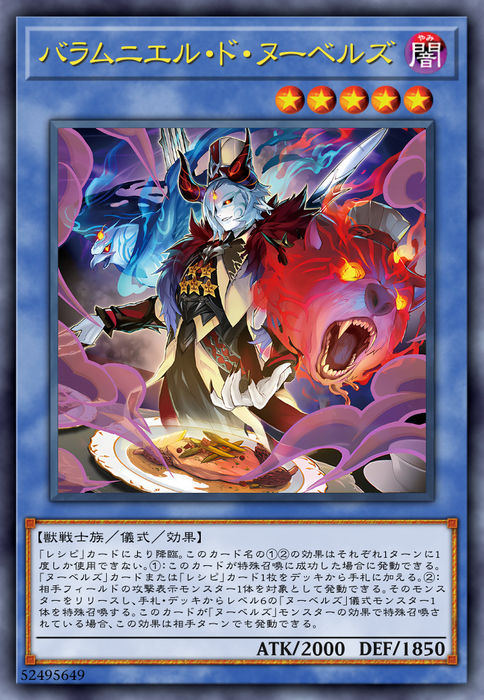 バラムニエル・ド・ヌーベルズ
やみ
闇
【獣戦士族/儀式/効果】
「レシピ」カードにより降臨。このカード名の①②の効果はそれぞれ1ターンに1
度しか使用できない。①:このカードが特殊召喚に成功した場合に発動できる。
「ヌーベルズ」カードまたは「レシピ」カード1枚をデッキから手札に加える。②:
相手フィールドの攻撃表示モンスター1体を対象として発動できる。そのモン
スターをリリースし、手札・デッキからレベル6の「ヌーベルズ」儀式モンスター1
体を特殊召喚する。このカードが「ヌーベルズ」モンスターの効果で特殊召喚さ
れている場合、この効果は相手ターンでも発動できる。
ATK/2000 DEF/1850
52495649